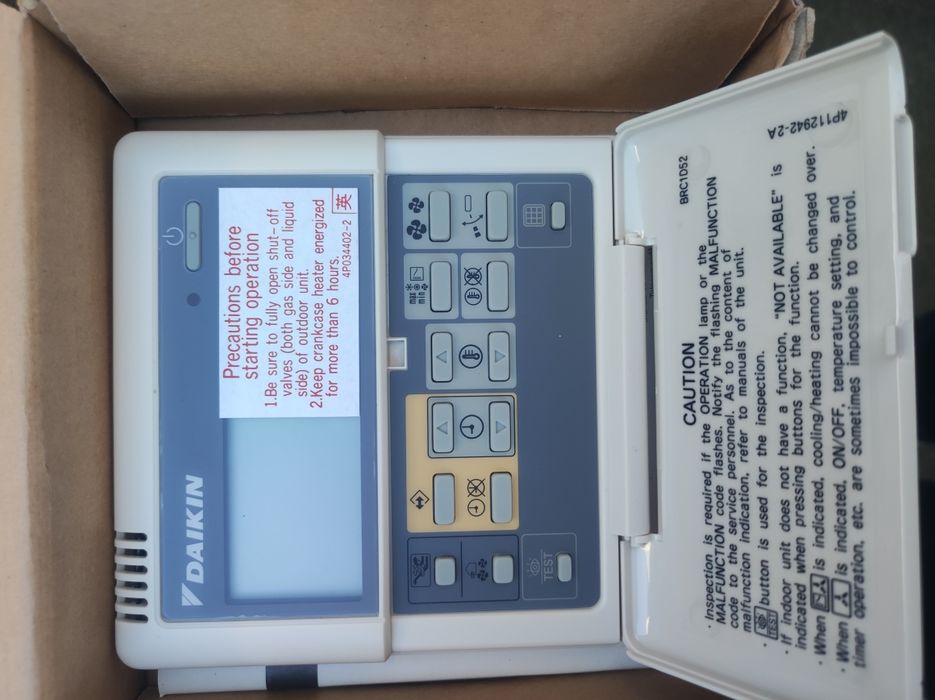 DAIKIN
Precautions before
starting operation
1.Be sure to fully open shut-off
valves (both gas side and liquid
side) of outdoor unit.
2.Keep crankcase heater energized
for more than 6 hours.
4P034402-2 英
max
min
TEST
BRC1D52
4P112942-2A
CAUTION
· Inspection is required if the OPERATION lamp or the
MALFUNCTION code flashes. Notify the flashing MALFUNCTION
code to the service personnel. As to the content of
malfunction indication, refer to manuals of the unit.
· TEST button is used for the inspection.
· If indoor unit does not have a function, "NOT AVAILABLE" is
indicated when pressing buttons for the function.
· When is indicated, cooling/heating cannot be changed over.
· When is indicated, ON/OFF, temperature setting, and
timer operation, etc. are sometimes impossible to control.